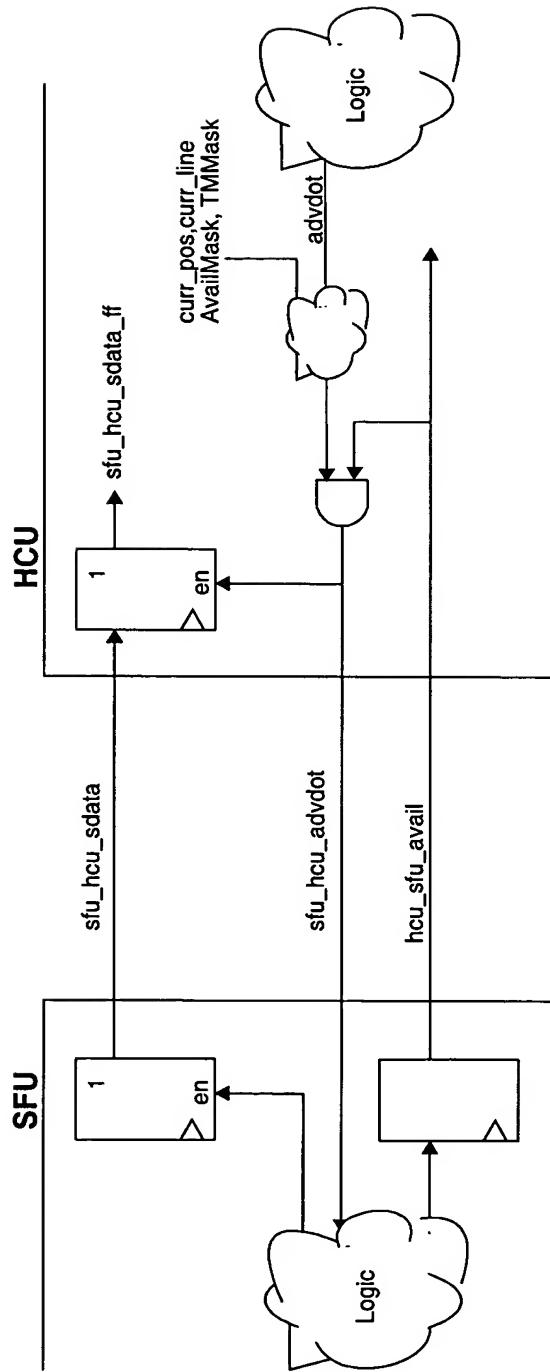 SFU
HCU
1
en
sfu_hcu_sdata
1
en
sfu_hcu_sdata_ff
curr_pos,curr_line
AvailMask, TMMask
Logic
sfu_hcu_advdot
advdot
Logic
hcu_sfu_avail